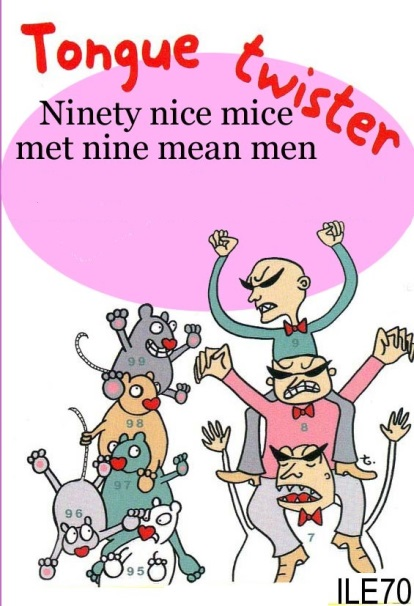 Tongue twister
Ninety nice mice
met nine mean men
99
9
98
8
97
7
96
95
t.
ILE70